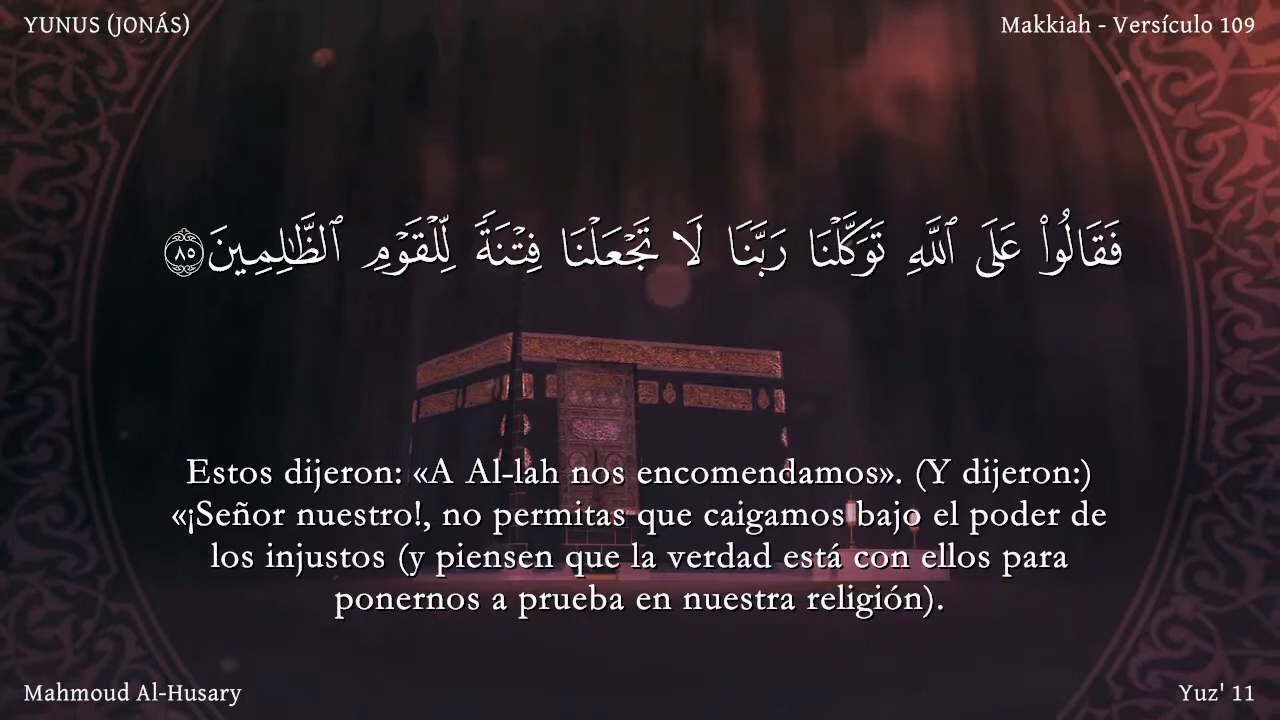 YUNUS (JONÁS)
Makkiah - Versículo 109
فَقَالُوا۟ عَلَى ٱللَّهِ تَوَكَّلْنَا رَبَّنَا لَا تَجْعَلْنَا فِتْنَةً لِّلْقَوْمِ ٱلظَّـٰلِمِينَ ٨٥
Estos dijeron: «A Al-lah nos encomendamos». (Y dijeron:)
«¡Señor nuestro!, no permitas que caigamos bajo el poder de
los injustos (y piensen que la verdad está con ellos para
ponernos a prueba en nuestra religión).
Mahmoud Al-Husary
Yuz' 11